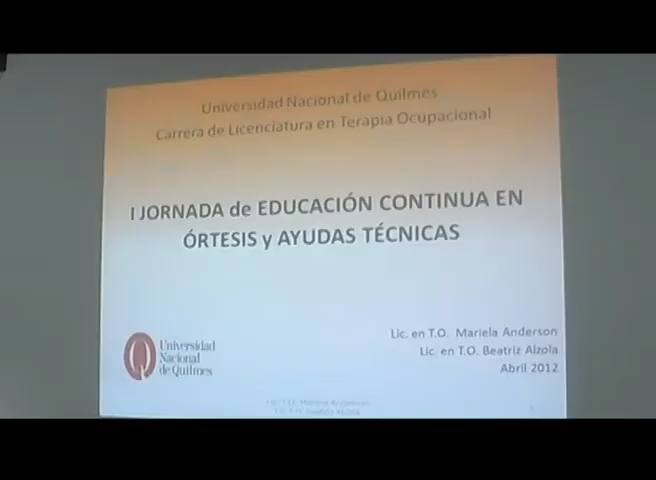 Universidad Nacional de Quilmes
Carrera de Licenciatura en Terapia Ocupacional
I JORNADA de EDUCACIÓN CONTINUA EN
ÓRTESIS y AYUDAS TÉCNICAS
Lic. en T.O. Mariela Anderson
Lic. en T.O. Beatriz Alzola
Abril 2012
Universidad
Nacional
de Quilmes